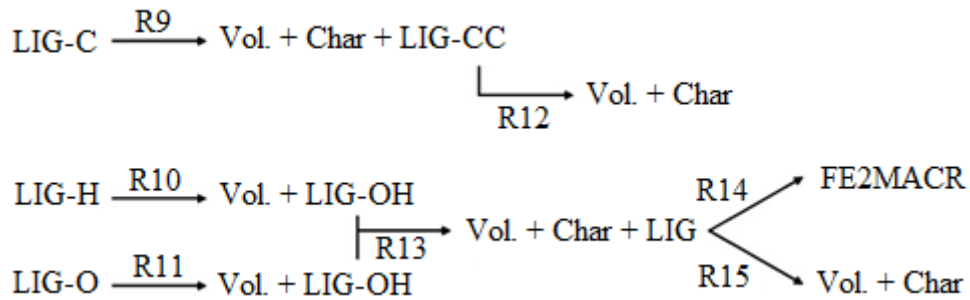 LIG-C R9 Vol. + Char + LIG-CC
R12 Vol. + Char
LIG-H R10 Vol. + LIG-OH
R13 Vol. + Char + LIG
R14 FE2MACR
R15 Vol. + Char
LIG-O R11 Vol. + LIG-OH